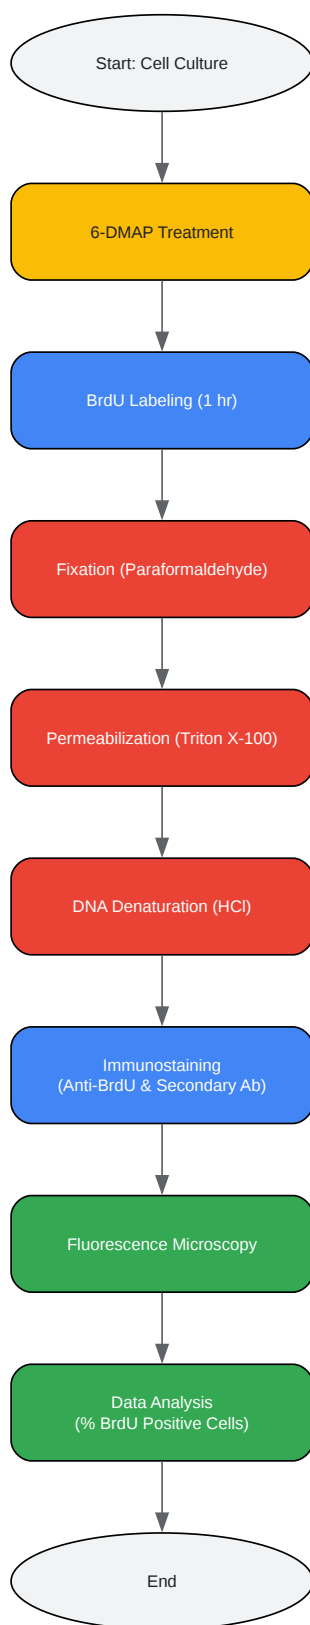 Start: Cell Culture
6-DMAP Treatment
BrdU Labeling (1 hr)
Fixation (Paraformaldehyde)
Permeabilization (Triton X-100)
DNA Denaturation (HCl)
Immunostaining
(Anti-BrdU & Secondary Ab)
Fluorescence Microscopy
Data Analysis
(% BrdU Positive Cells)
End